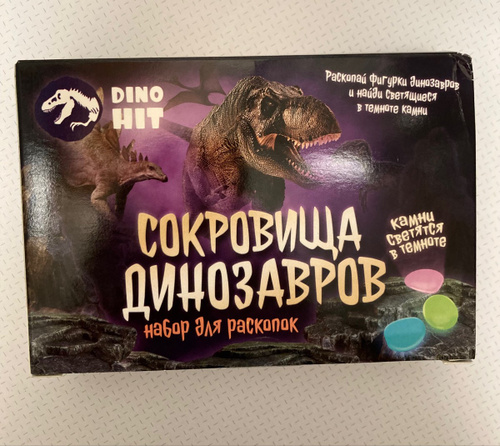 DINO
HIT
Раскопай фигурки динозавров
и найди светящиеся
в темноте камни
СОКРОВИЩА
ДИНОЗАВРОВ
набор для раскопок
КАМНИ
СВЕТЯТСЯ
В ТЕМНОТЕ